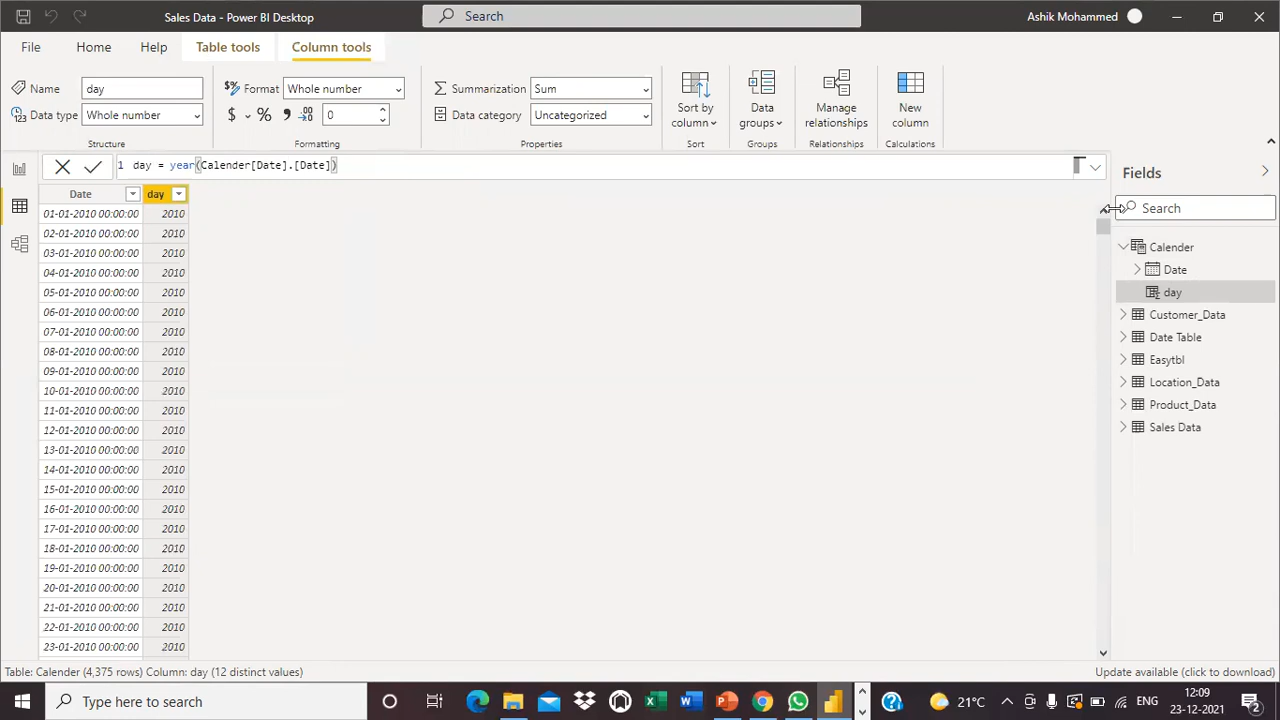 Sales Data - Power BI Desktop
Search
Ashik Mohammed
File
Home
Help
Table tools
Column tools
Name
day
Format
Whole number
Summarization
Sum
Data type
Whole number
$
%
0
Data category
Uncategorized
Sort by
column
Data
groups
Manage
relationships
New
column
Structure
Formatting
Properties
Sort
Groups
Relationships
Calculations
1 day = year(Calender[Date].[Date])
Date day
01-01-2010 00:00:00 2010
02-01-2010 00:00:00 2010
03-01-2010 00:00:00 2010
04-01-2010 00:00:00 2010
05-01-2010 00:00:00 2010
06-01-2010 00:00:00 2010
07-01-2010 00:00:00 2010
08-01-2010 00:00:00 2010
09-01-2010 00:00:00 2010
10-01-2010 00:00:00 2010
11-01-2010 00:00:00 2010
12-01-2010 00:00:00 2010
13-01-2010 00:00:00 2010
14-01-2010 00:00:00 2010
15-01-2010 00:00:00 2010
16-01-2010 00:00:00 2010
17-01-2010 00:00:00 2010
18-01-2010 00:00:00 2010
19-01-2010 00:00:00 2010
20-01-2010 00:00:00 2010
21-01-2010 00:00:00 2010
22-01-2010 00:00:00 2010
23-01-2010 00:00:00 2010
Fields
Search
Calender
Date
day
Customer_Data
Date Table
Easytbl
Location_Data
Product_Data
Sales Data
Table: Calender (4,375 rows) Column: day (12 distinct values)
Update available (click to download)
Type here to search
21°C
ENG
12:09
23-12-2021
2